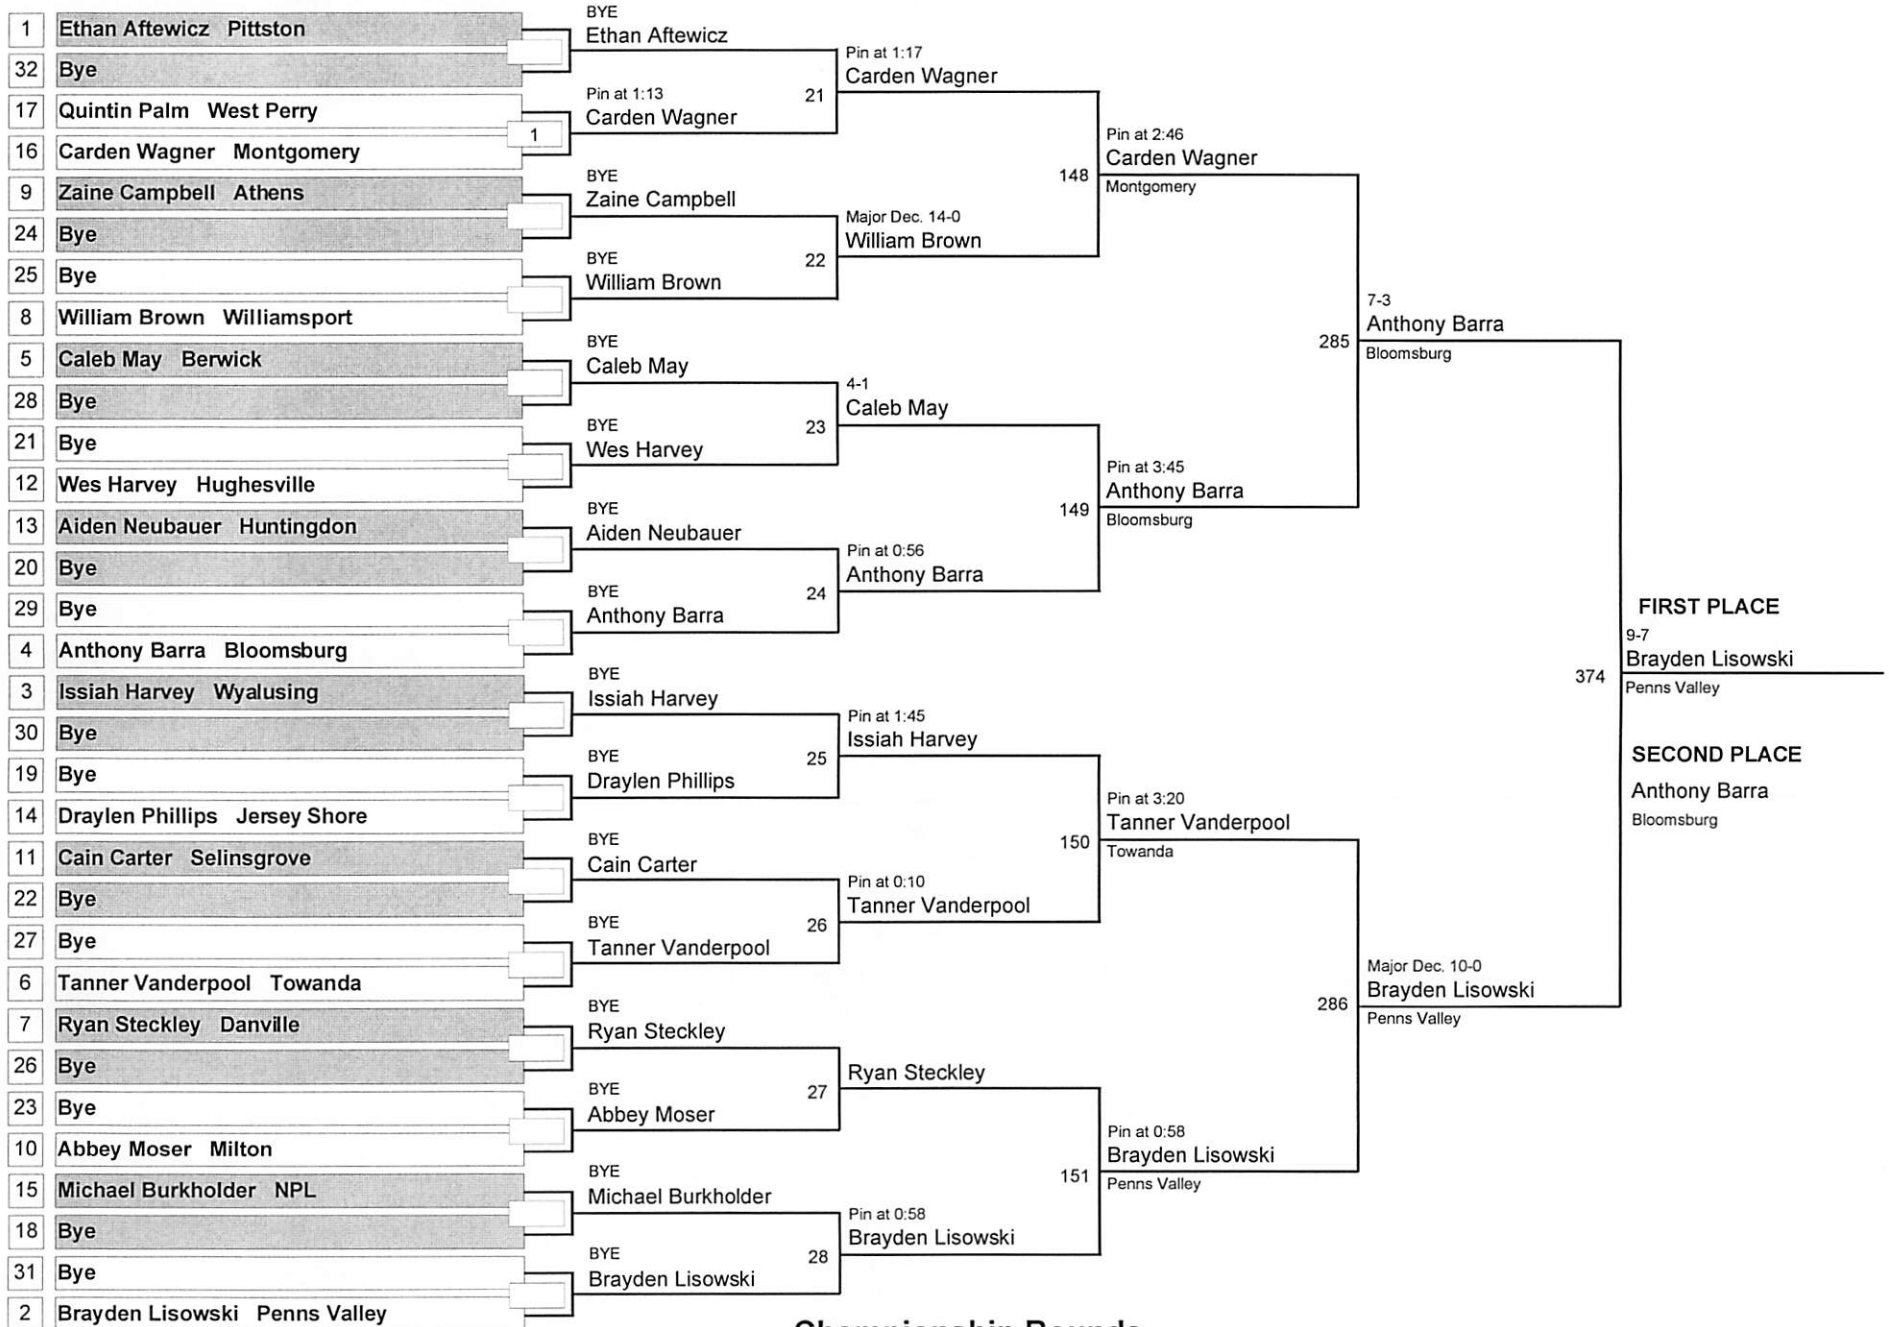 1 Ethan Aftewicz Pittston
32 Bye
17 Quintin Palm West Perry
1
16 Carden Wagner Montgomery
9 Zaine Campbell Athens
24 Bye
25 Bye
8 William Brown Williamsport
5 Caleb May Berwick
28 Bye
21 Bye
12 Wes Harvey Hughesville
13 Aiden Neubauer Huntingdon
20 Bye
29 Bye
4 Anthony Barra Bloomsburg
3 Issiah Harvey Wyalusing
30 Bye
19 Bye
14 Draylen Phillips Jersey Shore
11 Cain Carter Selinsgrove
22 Bye
27 Bye
6 Tanner Vanderpool Towanda
7 Ryan Steckley Danville
26 Bye
23 Bye
10 Abbey Moser Milton
15 Michael Burkholder NPL
18 Bye
31 Bye
2 Brayden Lisowski Penns Valley
BYE
Ethan Aftewicz
21
Pin at 1:13
Carden Wagner
BYE
Zaine Campbell
22
BYE
William Brown
BYE
Caleb May
23
BYE
Wes Harvey
BYE
Aiden Neubauer
24
BYE
Anthony Barra
BYE
Issiah Harvey
25
BYE
Draylen Phillips
BYE
Cain Carter
26
BYE
Tanner Vanderpool
BYE
Ryan Steckley
27
BYE
Abbey Moser
BYE
Michael Burkholder
28
BYE
Brayden Lisowski
Pin at 1:17
Carden Wagner
148
Major Dec. 14-0
William Brown
4-1
Caleb May
149
Pin at 0:56
Anthony Barra
Pin at 1:45
Issiah Harvey
150
Pin at 0:10
Tanner Vanderpool
Ryan Steckley
151
Pin at 0:58
Brayden Lisowski
Pin at 2:46
Carden Wagner
Montgomery
285
Pin at 3:45
Anthony Barra
Bloomsburg
Pin at 3:20
Tanner Vanderpool
Towanda
286
Pin at 0:58
Brayden Lisowski
Penns Valley
7-3
Anthony Barra
Bloomsburg
374
Major Dec. 10-0
Brayden Lisowski
Penns Valley
FIRST PLACE
9-7
Brayden Lisowski
Penns Valley
SECOND PLACE
Anthony Barra
Bloomsburg
Championship Rounds